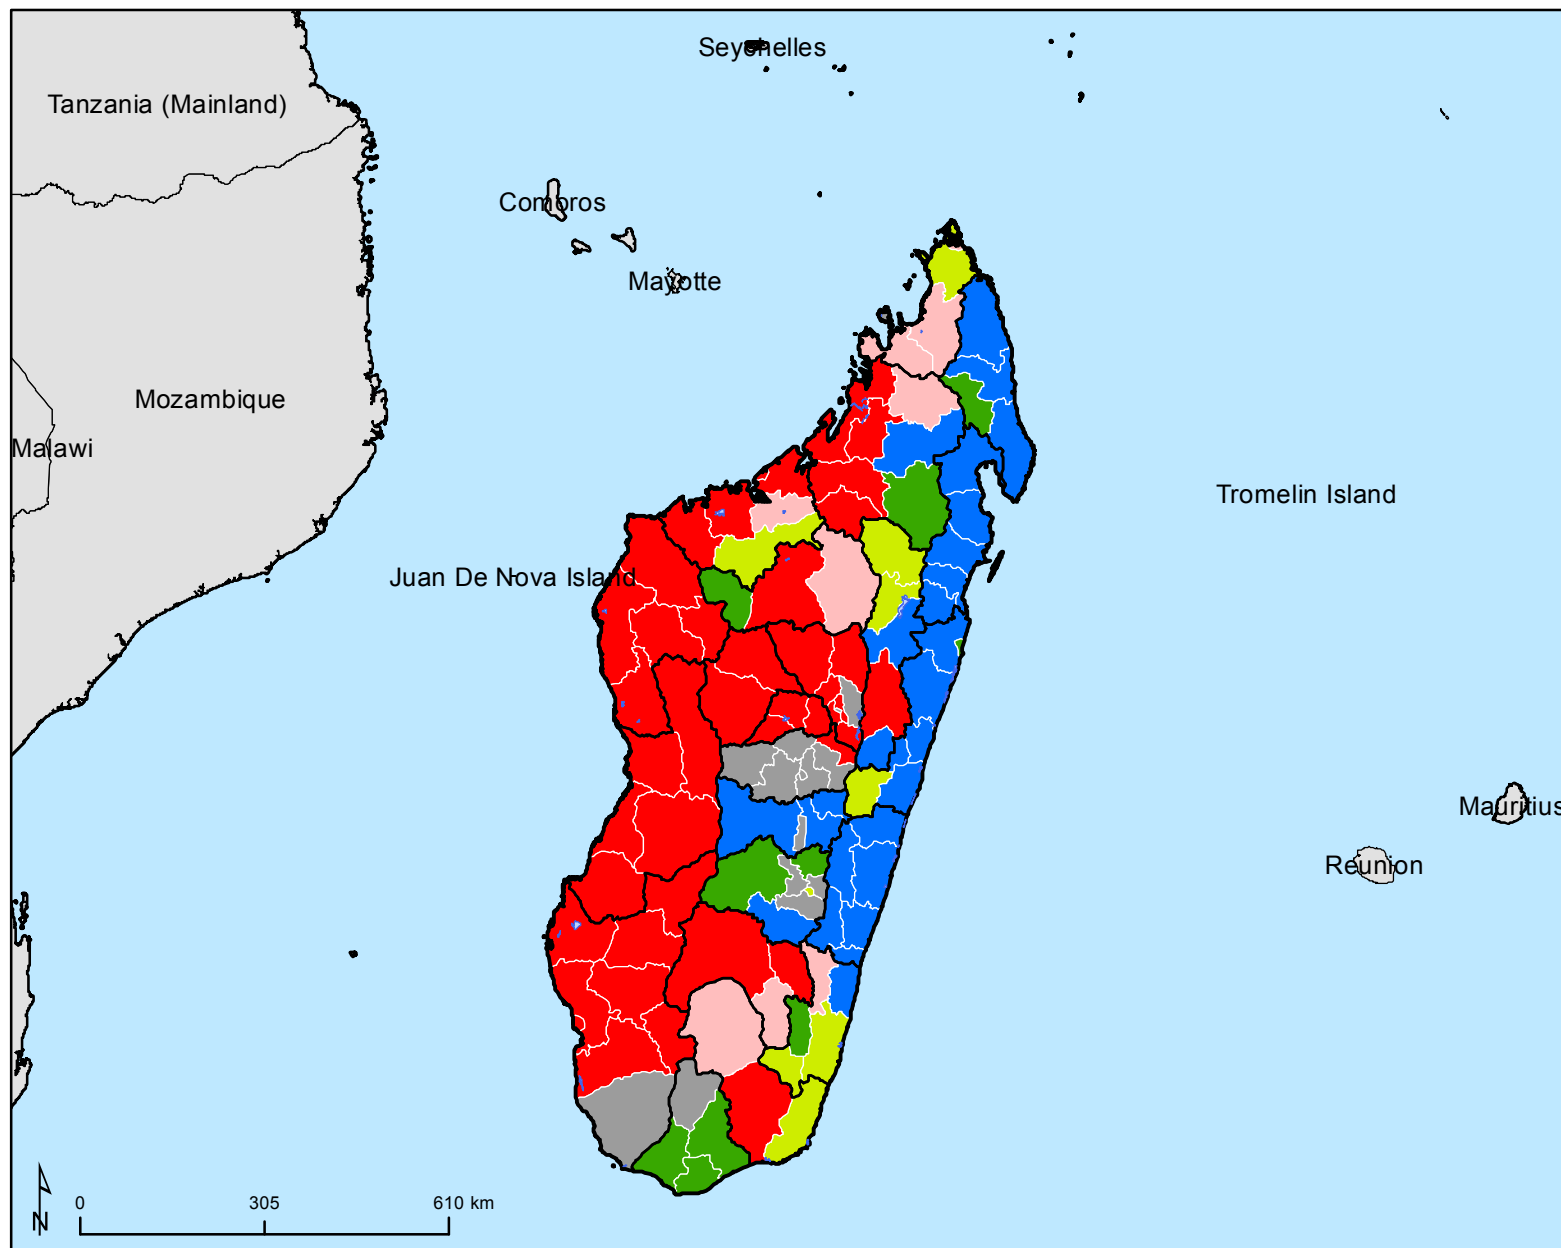 Seychelles
Tanzania (Mainland)
Comoros
Mayotte
Mozambique
Malawi
Tromelin Island
Juan De Nova Island
Mauritius
Reunion
0 305 610 km
N